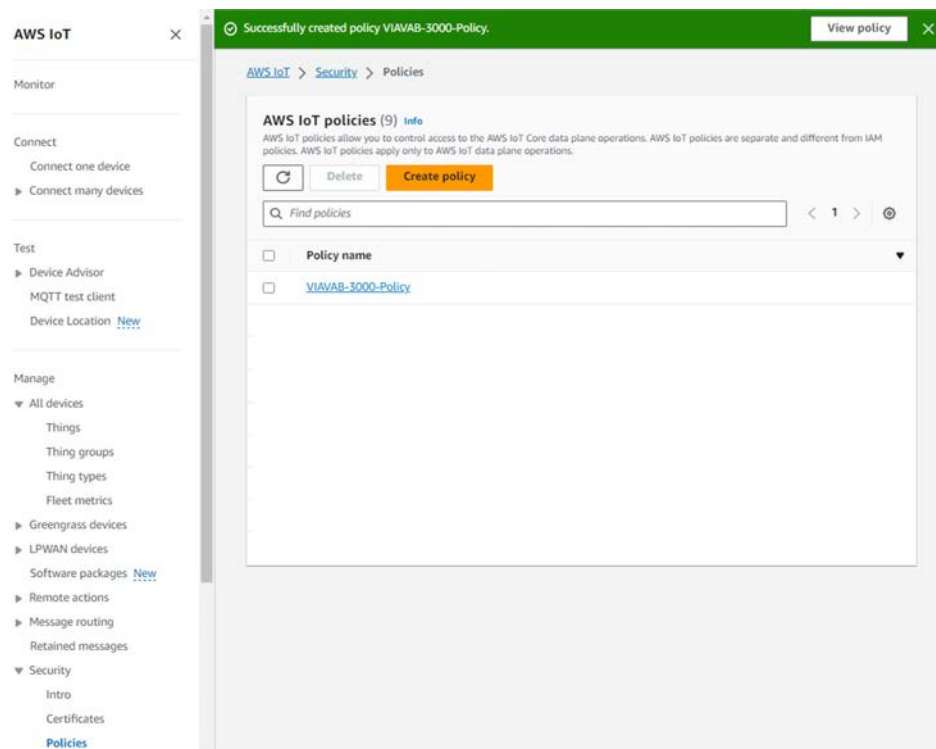 AWS IoT
Monitor
Connect
Connect one device
Connect many devices
Test
Device Advisor
MQTT test client
Device Location New
Manage
All devices
Things
Thing groups
Thing types
Fleet metrics
Greengrass devices
LPWAN devices
Software packages New
Remote actions
Message routing
Retained messages
Security
Intro
Certificates
Policies
Successfully created policy VIAVAB-3000-Policy.
View policy
AWS IoT > Security > Policies
AWS IoT policies (9) Info
AWS IoT policies allow you to control access to the AWS IoT Core data plane operations. AWS IoT policies are separate and different from IAM
policies. AWS IoT policies apply only to AWS IoT data plane operations.
Delete
Create policy
Find policies
1
Policy name
VIAVAB-3000-Policy